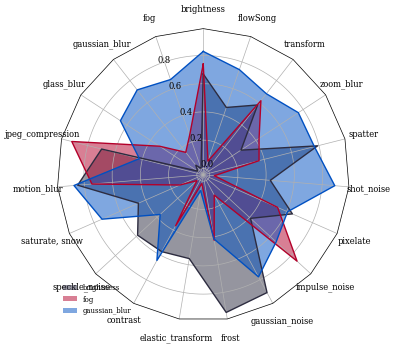 brightness
fog
flowSong
gaussian_blur
transform
glass_blur
zoom_blur
jpeg_compression
spatter
motion_blur
shot_noise
saturate, snow
pixelate
speckle_noise
impulse_noise
contrast
gaussian_noise
elastic_transform
frost
0.8
0.6
0.4
0.2
0.0
brightness
fog
gaussian_blur